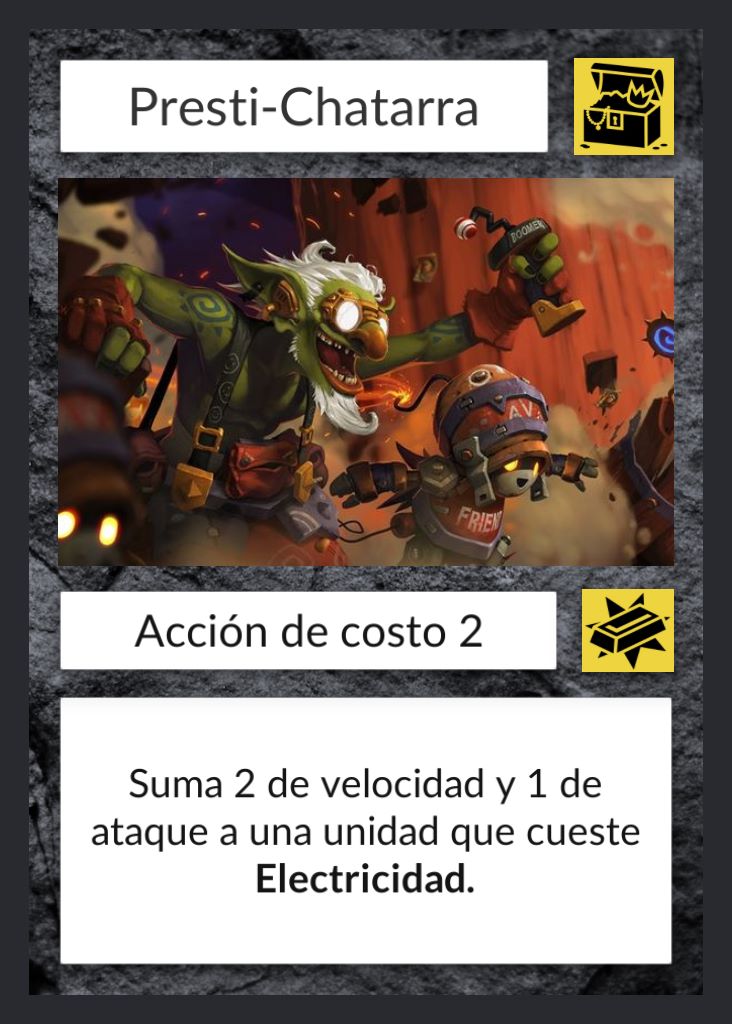 Presti-Chatarra
BOOMER
AV
FRIEN
Acción de costo 2
Suma 2 de velocidad y 1 de
ataque a una unidad que cueste
Electricidad.